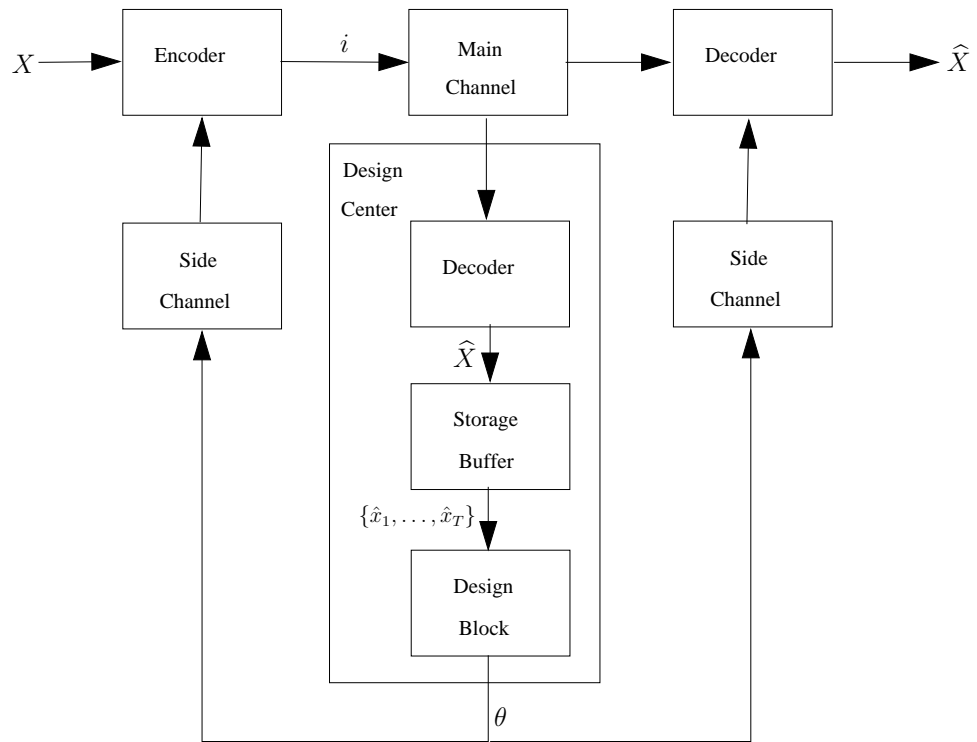 X
Encoder
i
Main
Channel
Decoder
X̂
Design
Center
Side
Channel
Decoder
Side
Channel
X̂
Storage
Buffer
{x̂₁, . . . , x̂_T}
Design
Block
θ